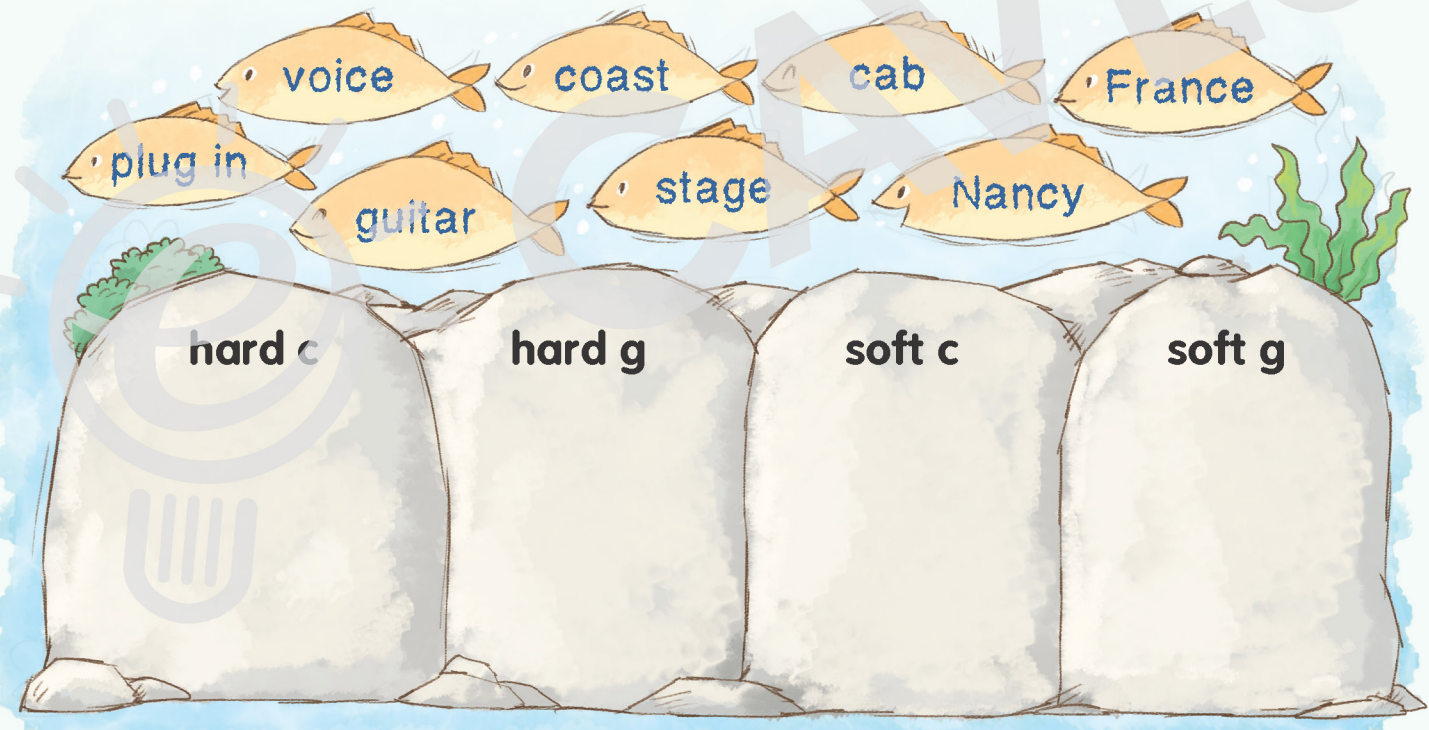 voice
coast
cab
France
plug in
guitar
stage
Nancy
hard c
hard g
soft c
soft g